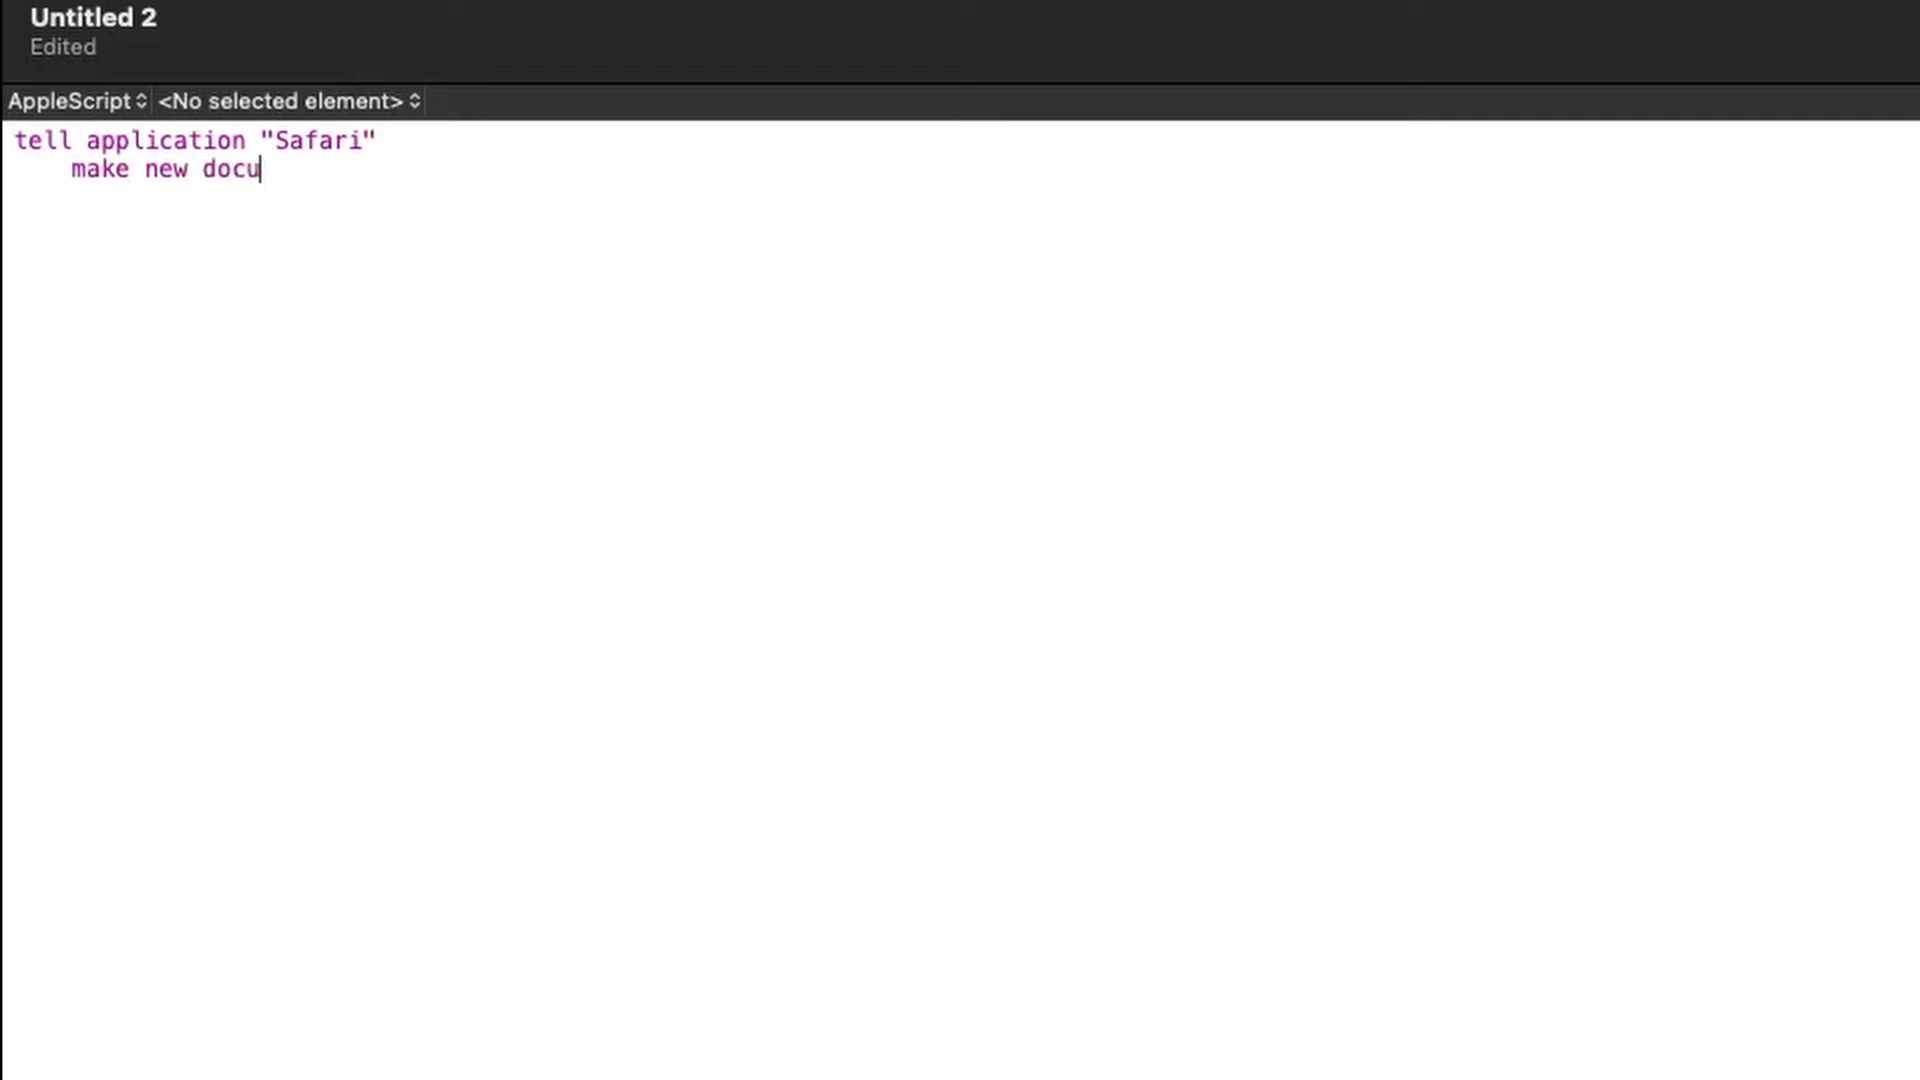 Untitled 2
Edited
AppleScript <No selected element>
tell application "Safari"
make new docu